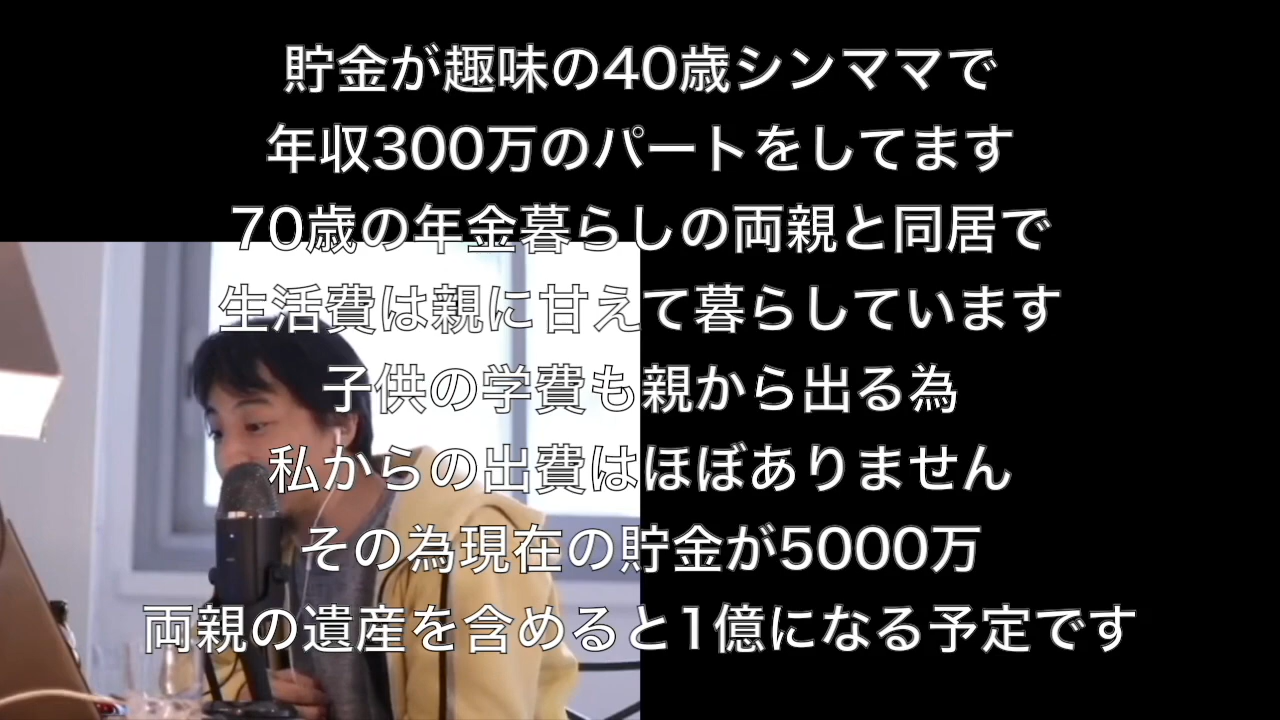 貯金が趣味の40歳シンママで
年収300万のパートをしてます
70歳の年金暮らしの両親と同居で
生活費は親に甘えて暮らしています
子供の学費も親から出る為
私からの出費はほぼありません
その為現在の貯金が5000万
両親の遺産を含めると1億になる予定です